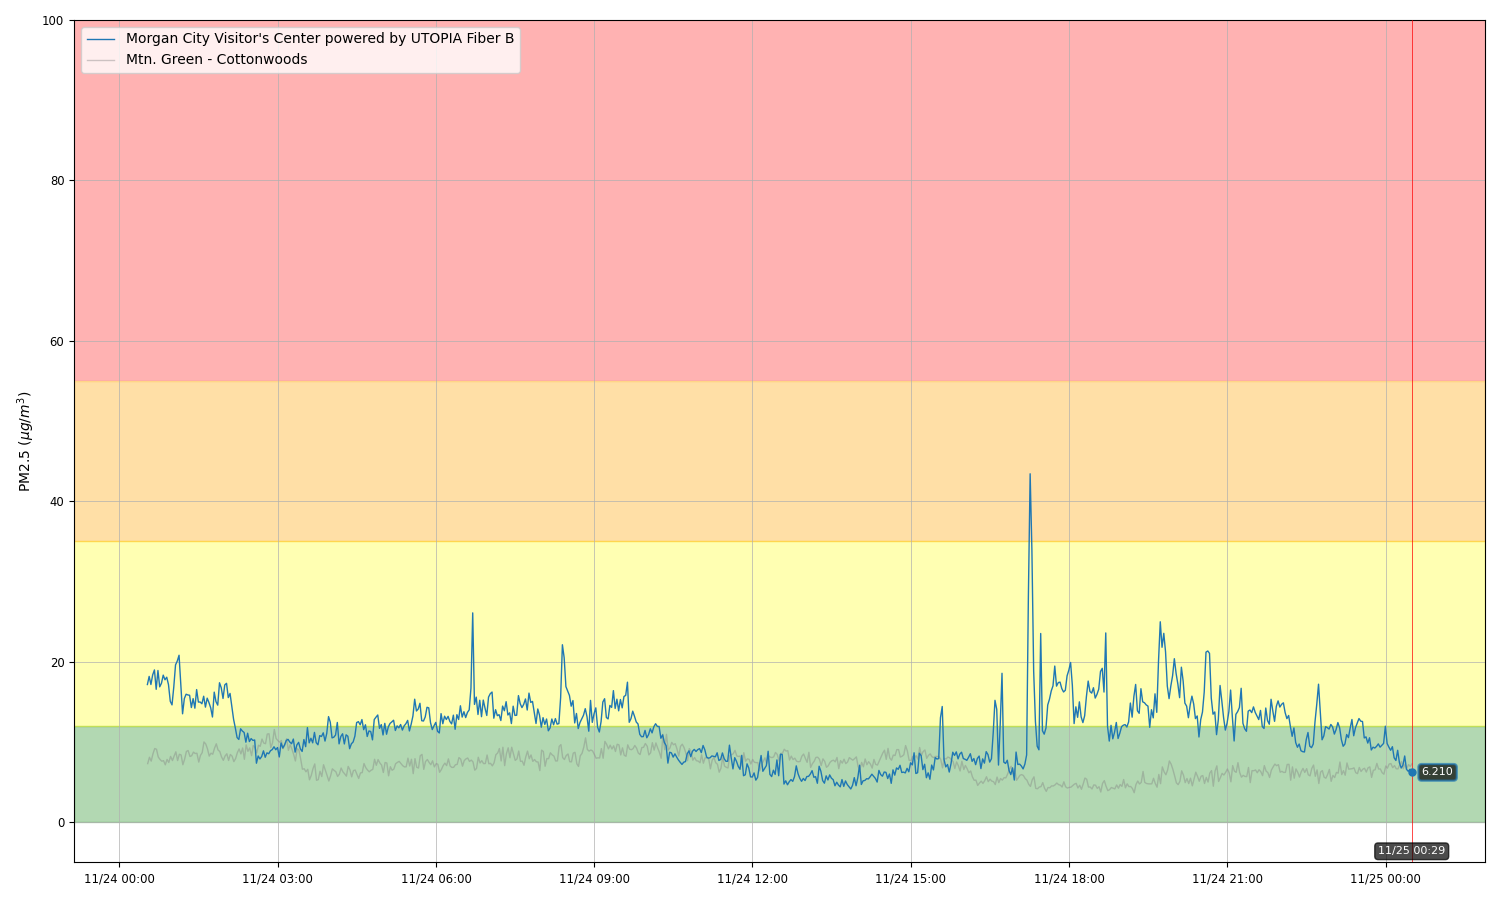 100
Morgan City Visitor's Center powered by UTOPIA Fiber B
Mtn. Green - Cottonwoods
80
60
PM2.5 (μg/m³)
40
20
6.210
0
11/25 00:29
11/24 00:00 11/24 03:00 11/24 06:00 11/24 09:00 11/24 12:00 11/24 15:00 11/24 18:00 11/24 21:00 11/25 00:00